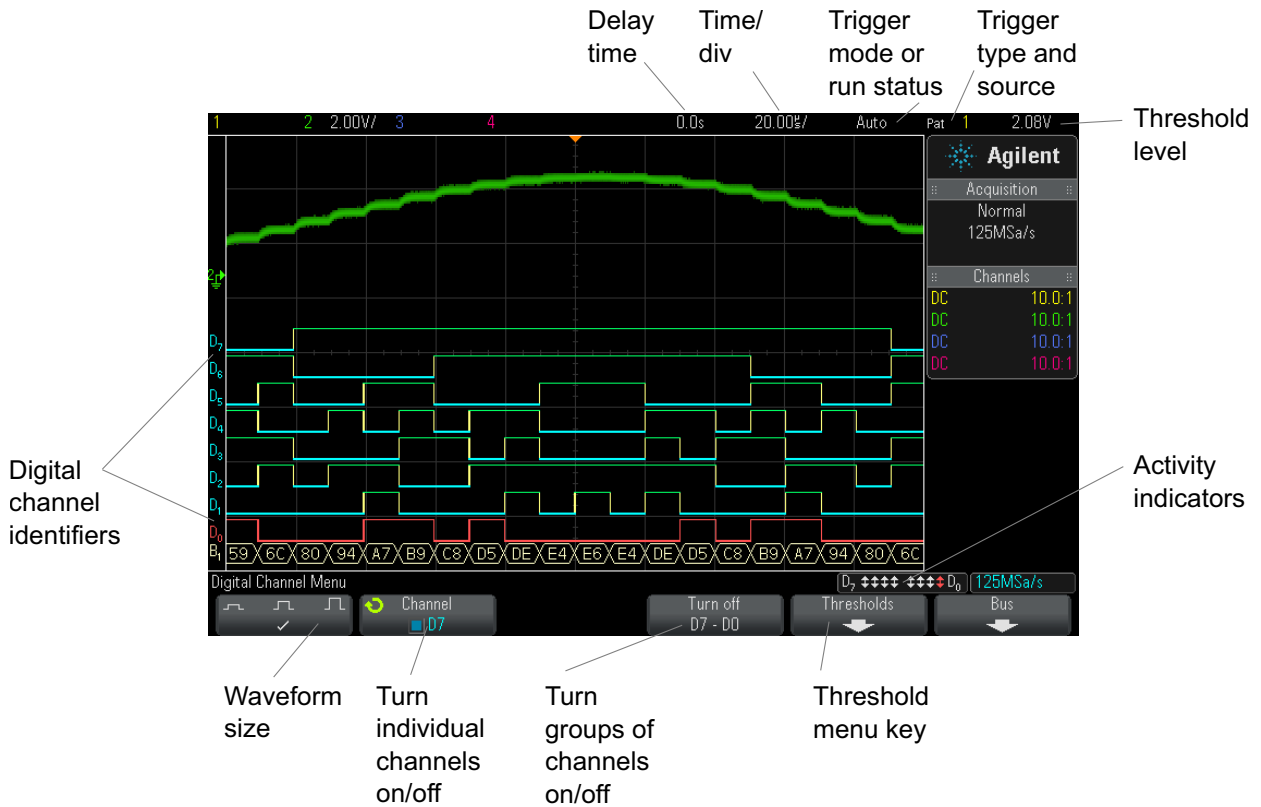 Delay
time
Time/
div
Trigger
mode or
run status
Trigger
type and
source
Threshold
level
1 2 2.00V/ 3 4 0.0s 20.00㎲/ Auto Pat 1 2.08V
Agilent
Acquisition
Normal
125MSa/s
Channels
DC 10.0:1
DC 10.0:1
DC 10.0:1
DC 10.0:1
2
D7
D6
D5
D4
D3
D2
D1
D0
B1 59 6C 80 94 A7 B9 C8 D5 DE E4 E6 E4 DE D5 C8 B9 A7 94 80 6C
Digital
channel
identifiers
Activity
indicators
Digital Channel Menu
D7 D0 125MSa/s
Channel
D7
Turn off
D7 - D0
Thresholds
Bus
Waveform
size
Turn
individual
channels
on/off
Turn
groups of
channels
on/off
Threshold
menu key